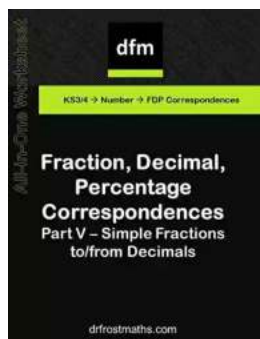 dfm
KS3/4 → Number → FDP Correspondences
All-in-One Worksheet
Fraction, Decimal,
Percentage
Correspondences
Part V – Simple Fractions
to/from Decimals
drfrostmaths.com